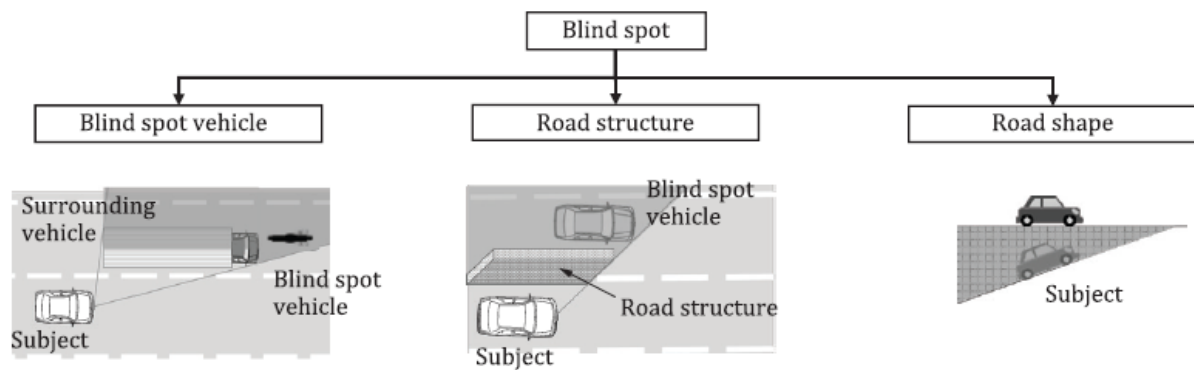 Blind spot
Blind spot vehicle
Road structure
Road shape
Surrounding
vehicle
Blind spot
vehicle
Subject
Blind spot
vehicle
Road structure
Subject
Subject